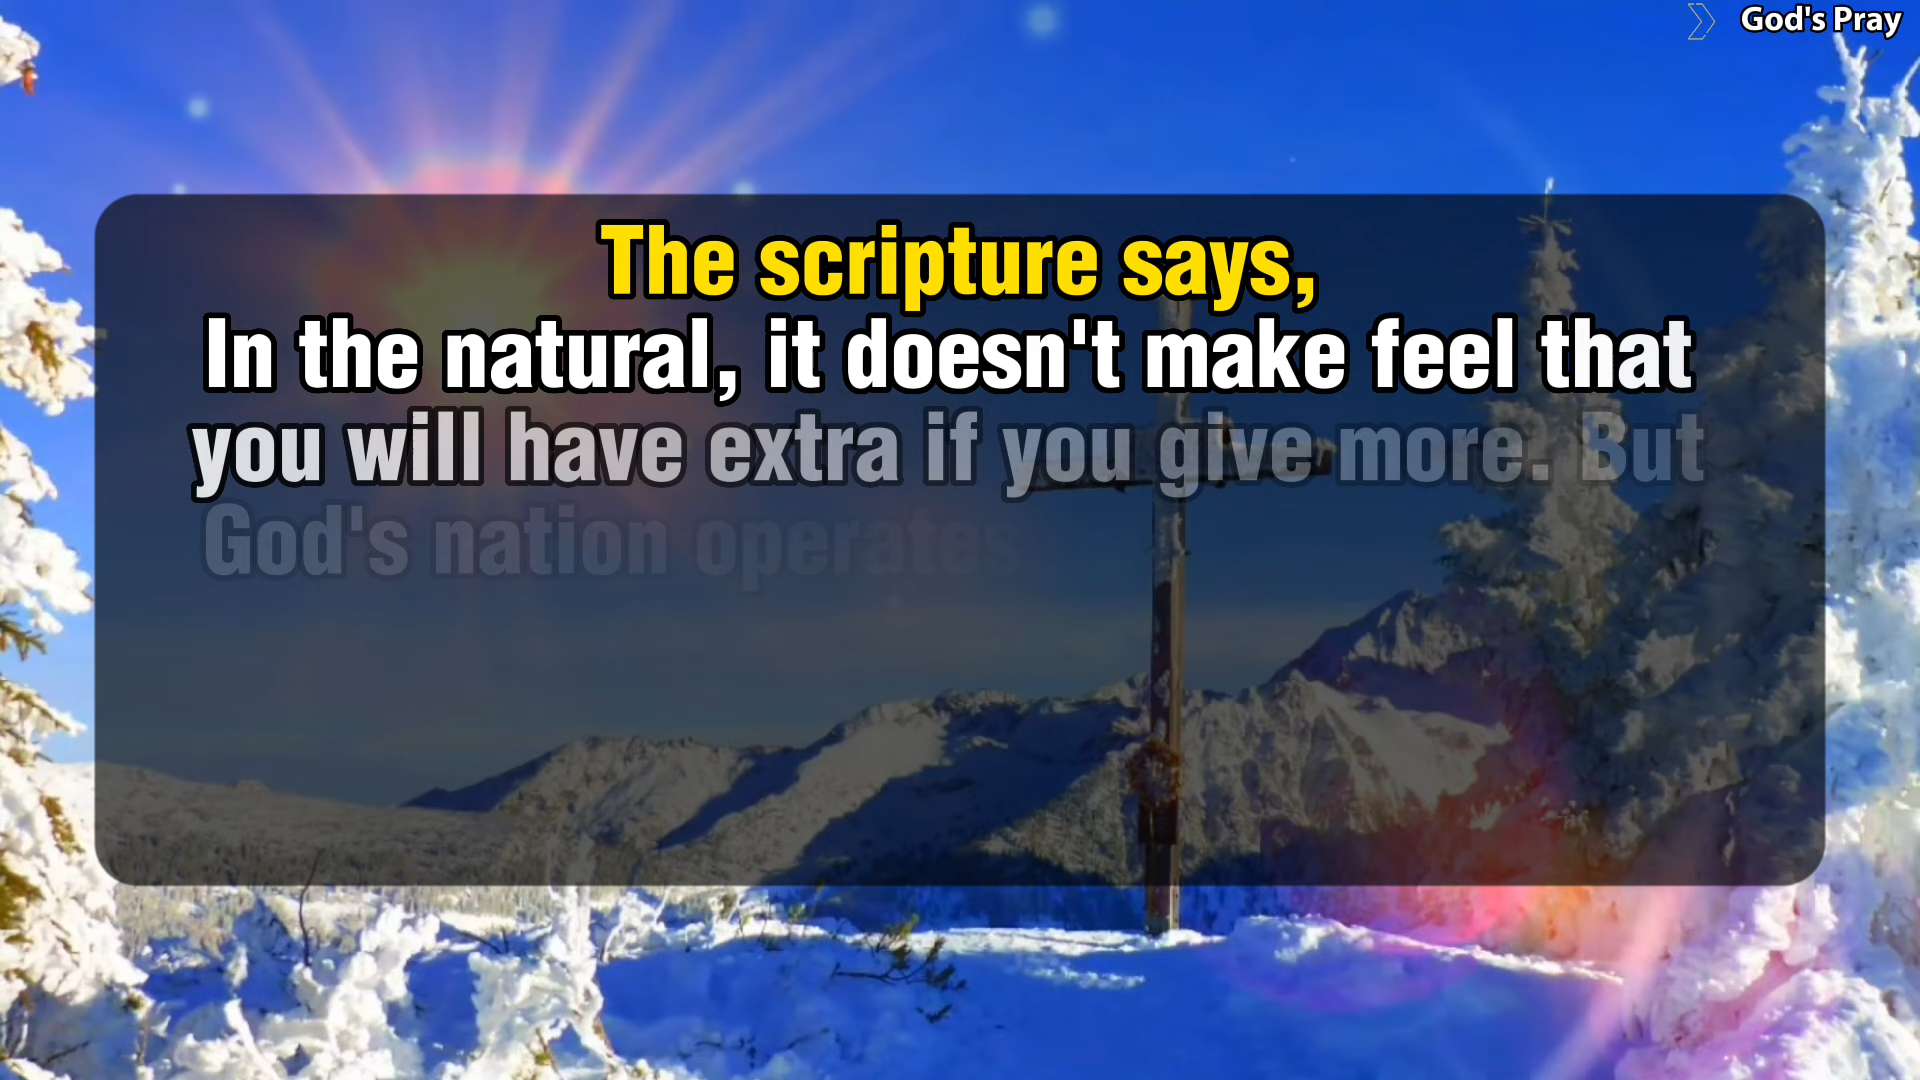 God's Pray
The scripture says,
In the natural, it doesn't make feel that
you will have extra if you give more. But
God's nation operates